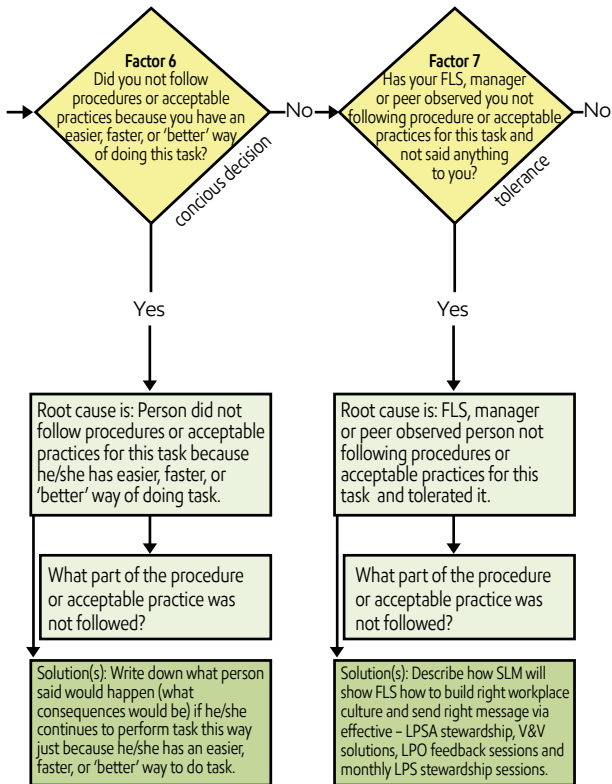 Factor 6
Did you not follow
procedures or acceptable
practices because you have an
easier, faster, or 'better' way
of doing this task?
concious decision
No
Yes
Root cause is: Person did not
follow procedures or acceptable
practices for this task because
he/she has easier, faster, or
'better' way of doing task.
What part of the procedure
or acceptable practice was
not followed?
Solution(s): Write down what person
said would happen (what
consequences would be) if he/she
continues to perform task this way
just because he/she has an easier,
faster, or 'better' way to do task.
Factor 7
Has your FLS, manager
or peer observed you not
following procedure or acceptable
practices for this task and
not said anything
to you?
tolerance
No
Yes
Root cause is: FLS, manager
or peer observed person not
following procedures or
acceptable practices for this
task and tolerated it.
What part of the procedure
or acceptable practice was
not followed?
Solution(s): Describe how SLM will
show FLS how to build right workplace
culture and send right message via
effective – LPSA stewardship, V&V
solutions, LPO feedback sessions and
monthly LPS stewardship sessions.